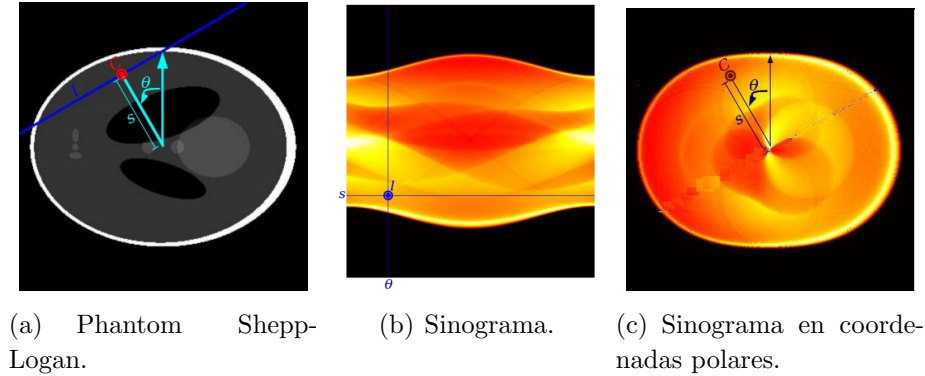 C
θ
l
s
l
s
θ
C
θ
s
(a) Phantom Shepp-
Logan.
(b) Sinograma.
(c) Sinograma en coorde-
nadas polares.